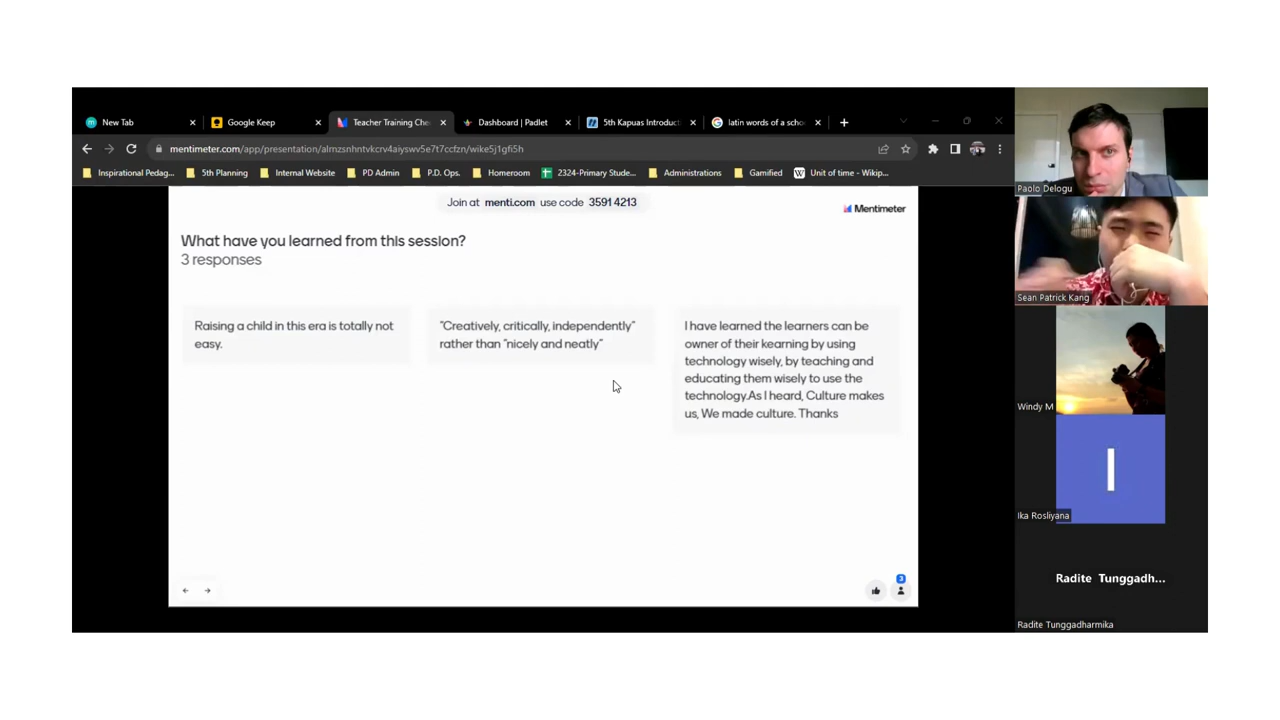 New Tab
Google Keep
Teacher Training Che
Dashboard | Padlet
5th Kapuas Introducti
latin words of a scho
mentimeter.com/app/presentation/almzsnhntvkcrv4aiyswv5e7t7ccfzn/wike5j1gfi5h
Inspirational Pedag...
5th Planning
Internal Website
PD Admin
P.D. Ops.
Homeroom
2324-Primary Stude...
Administrations
Gamified
W
Unit of time - Wikip...
Join at menti.com use code 3591 4213
Mentimeter
What have you learned from this session?
3 responses
Raising a child in this era is totally not
easy.
"Creatively, critically, independently"
rather than "nicely and neatly"
I have learned the learners can be
owner of their kearning by using
technology wisely, by teaching and
educating them wisely to use the
technology.As I heard, Culture makes
us, We made culture. Thanks
3
Paolo Delogu
Sean Patrick Kang
Windy M
I
Ika Rosliyana
Radite Tunggadh...
Radite Tunggadharmika